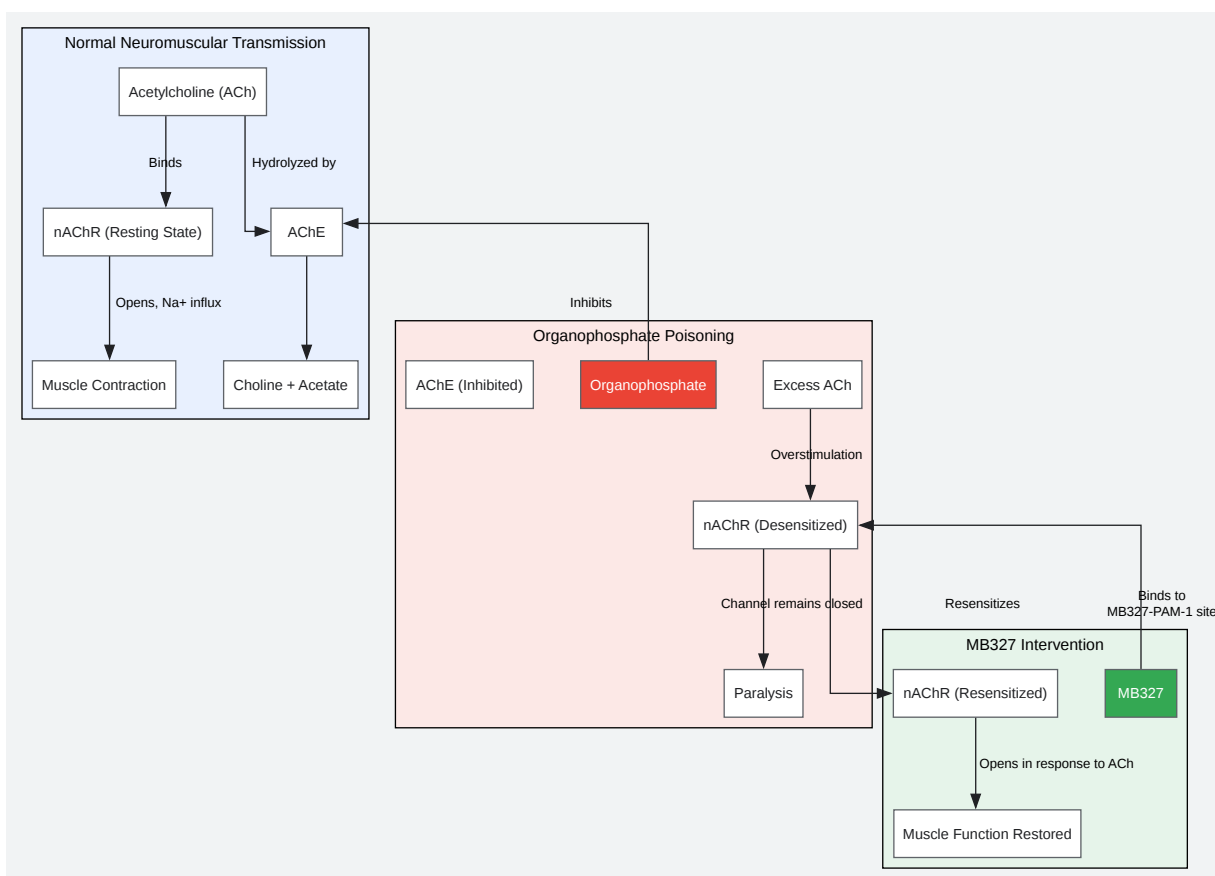 Normal Neuromuscular Transmission
Acetylcholine (ACh)
Binds
Hydrolyzed by
nAChR (Resting State)
AChE
Opens, Na+ influx
Inhibits
Muscle Contraction
Choline + Acetate
Organophosphate Poisoning
AChE (Inhibited)
Organophosphate
Excess ACh
Overstimulation
nAChR (Desensitized)
Channel remains closed
Resensitizes
Binds to
MB327-PAM-1 site
Paralysis
MB327 Intervention
nAChR (Resensitized)
MB327
Opens in response to ACh
Muscle Function Restored